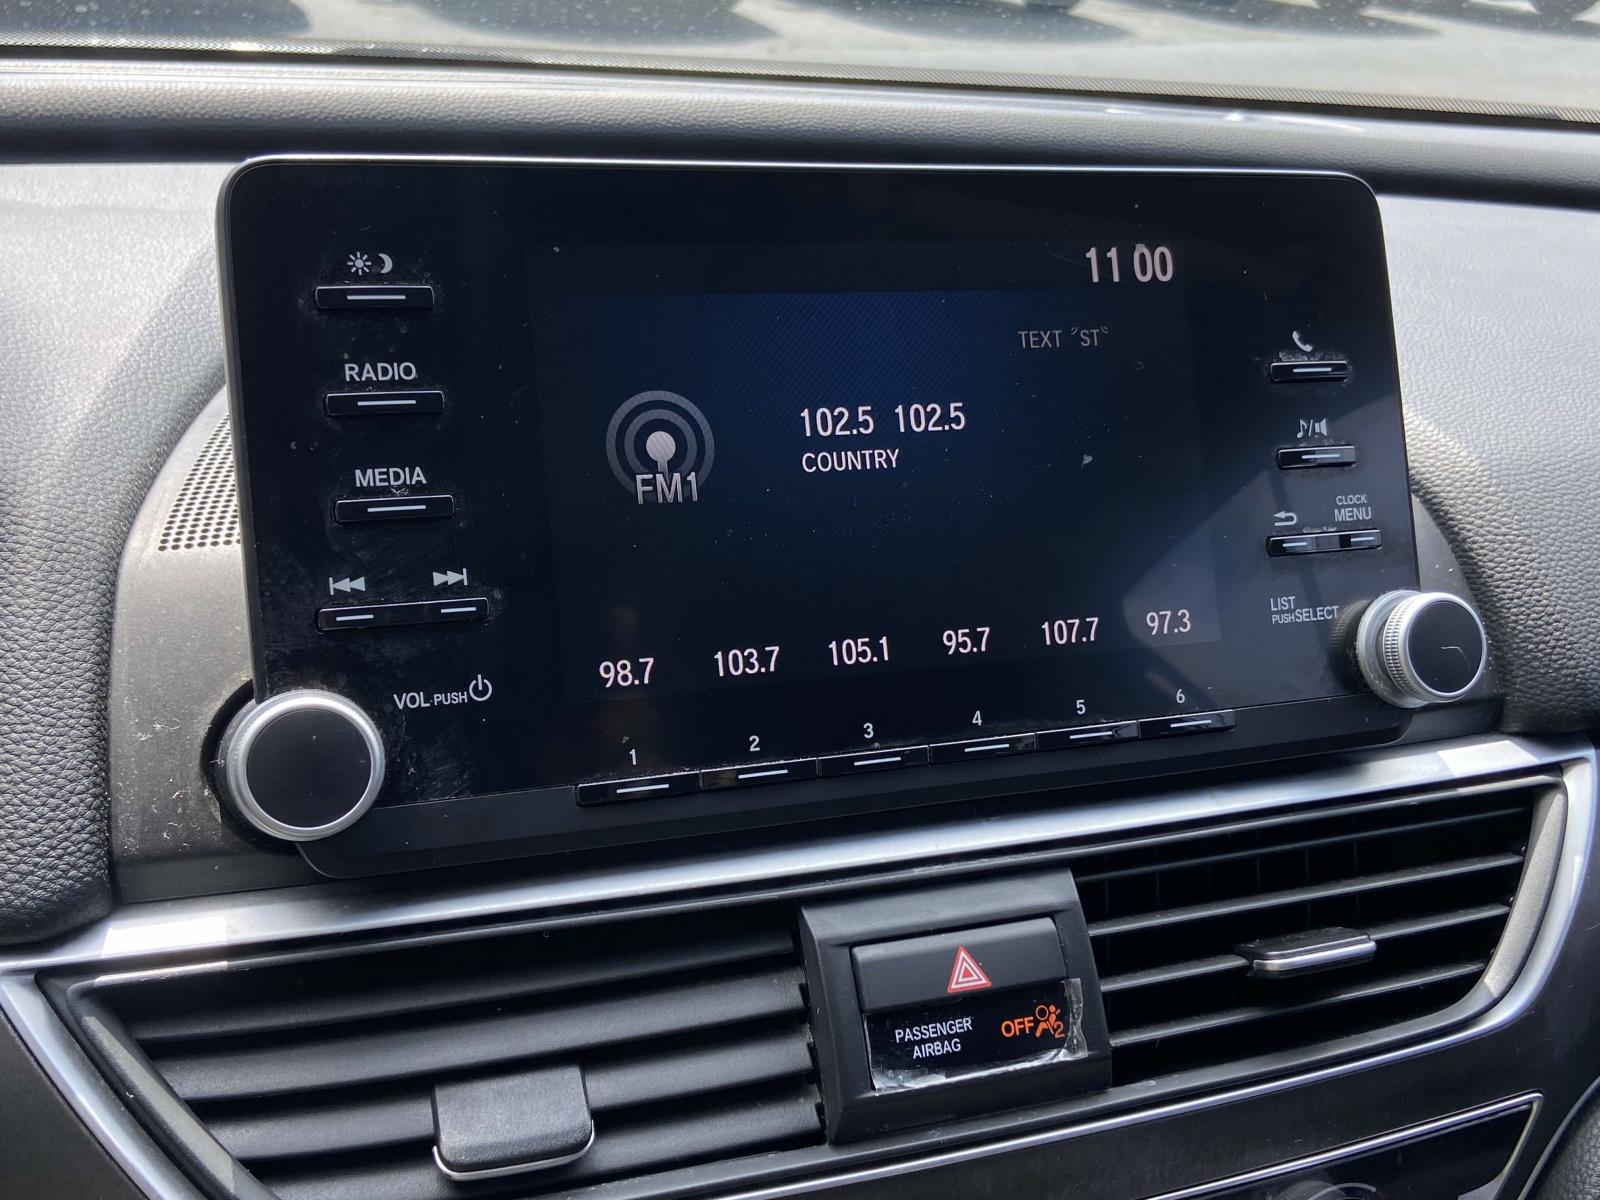 11 00
RADIO
TEXT "ST"
102.5 102.5
COUNTRY
FM1
MEDIA
CLOCK
MENU
LIST
PUSH SELECT
VOL·PUSH
98.7 103.7 105.1 95.7 107.7 97.3
1 2 3 4 5 6
PASSENGER
AIRBAG
OFF 2